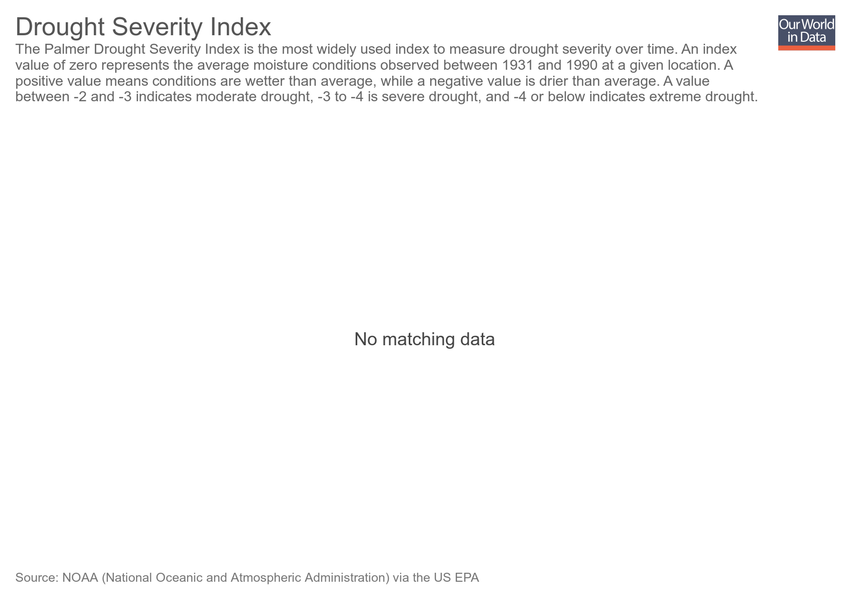 Drought Severity Index
Our World
in Data
The Palmer Drought Severity Index is the most widely used index to measure drought severity over time. An index
value of zero represents the average moisture conditions observed between 1931 and 1990 at a given location. A
positive value means conditions are wetter than average, while a negative value is drier than average. A value
between -2 and -3 indicates moderate drought, -3 to -4 is severe drought, and -4 or below indicates extreme drought.
No matching data
Source: NOAA (National Oceanic and Atmospheric Administration) via the US EPA